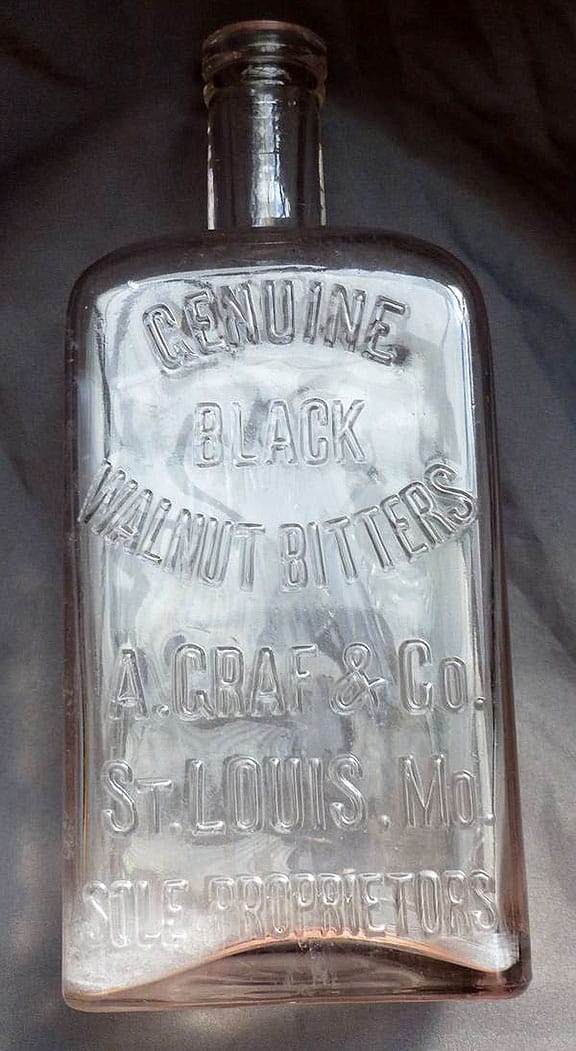 GENUINE
BLACK
WALNUT BITTERS
A. GRAF & Co.
ST. LOUIS, Mo.
SOLE PROPRIETORS